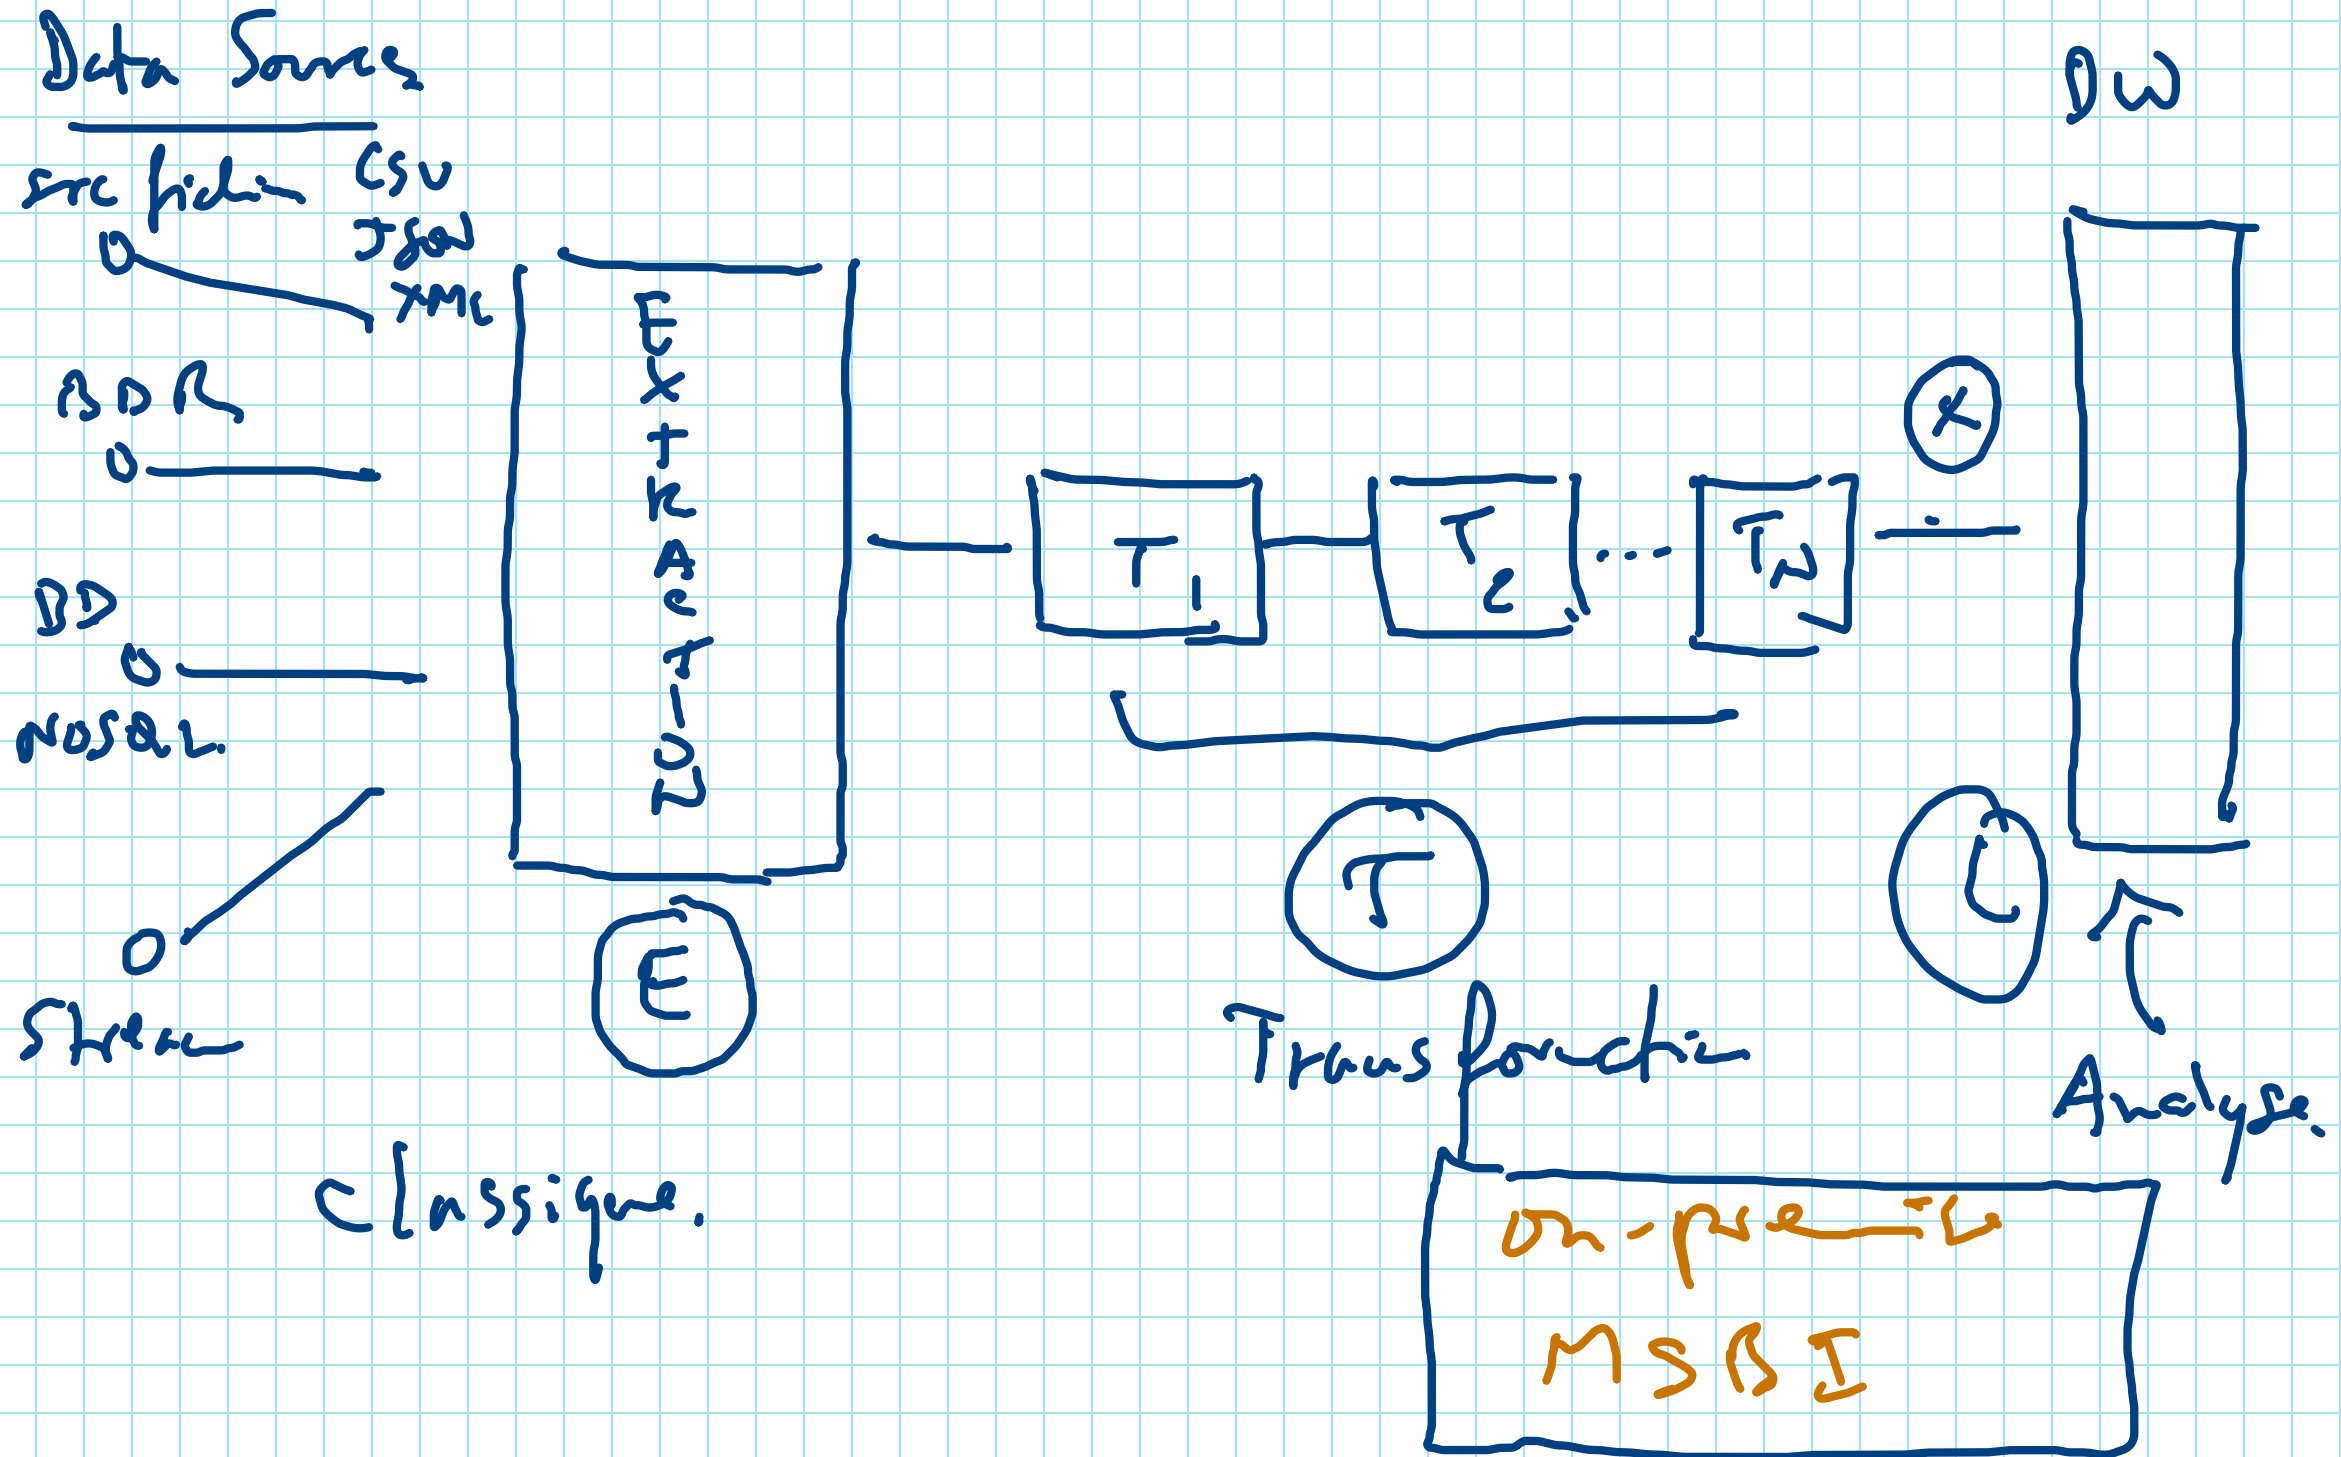 Data Sources
src fichier CSV
JSON
XML
BDR
BD
NOSQL
Stream
EXTRACTION
E
T1
T2
....
TN
T
Transformation
DW
L
Analyse.
Classique.
on-premise
MSBI